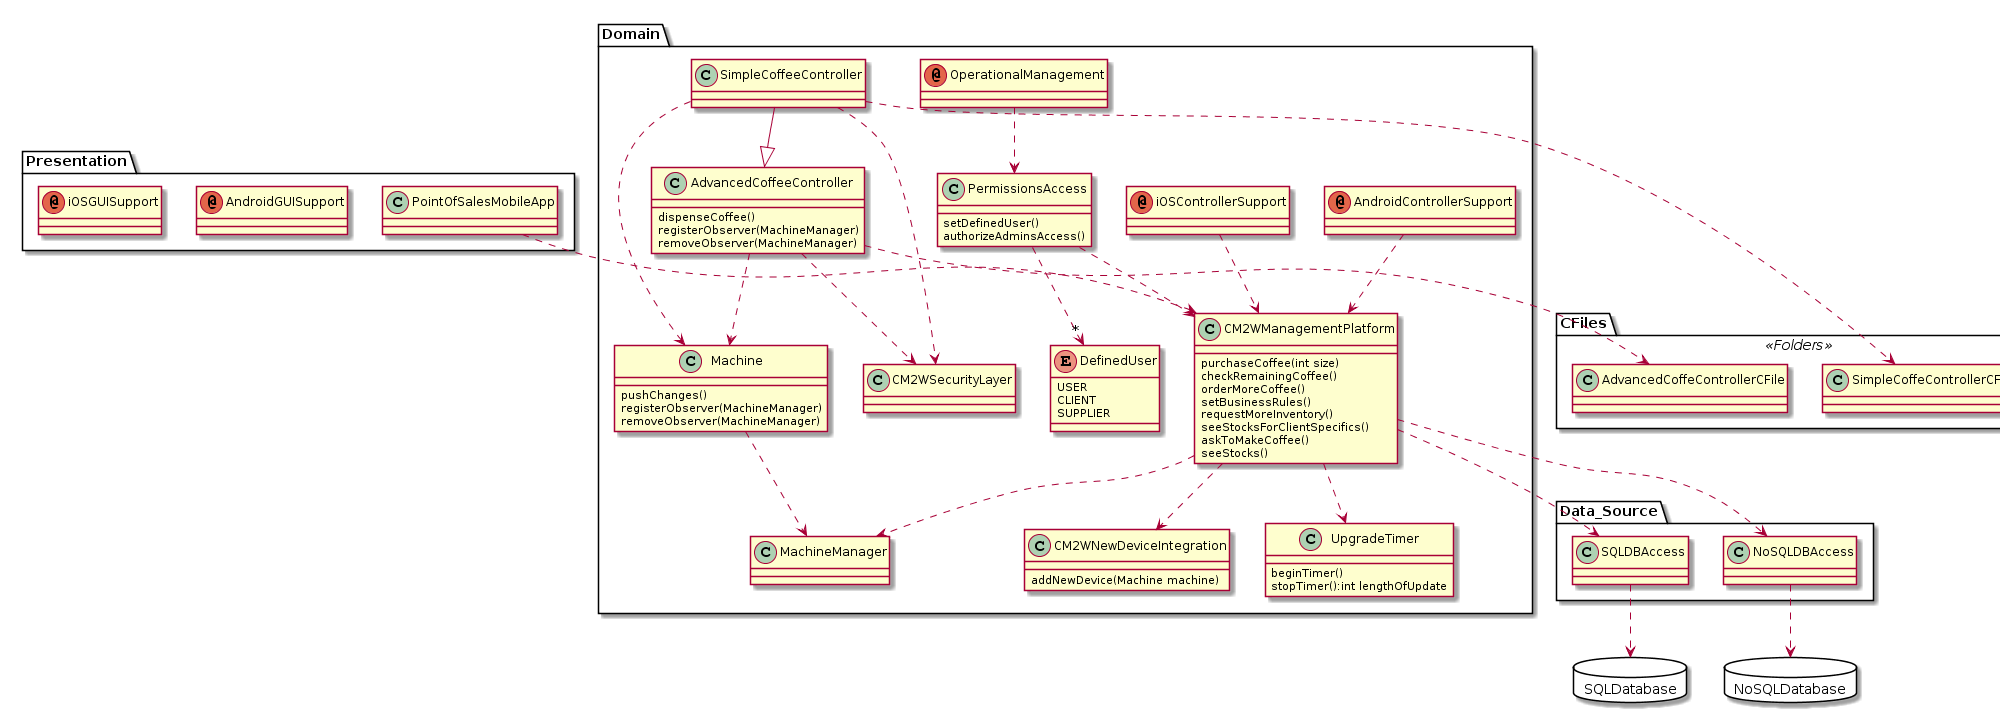 Domain
C SimpleCoffeeController
@ OperationalManagement
Presentation
@ iOSGUISupport
@ AndroidGUISupport
C PointOfSalesMobileApp
C AdvancedCoffeeController
dispenseCoffee()
registerObserver(MachineManager)
removeObserver(MachineManager)
C PermissionsAccess
setDefinedUser()
authorizeAdminsAccess()
@ iOSControllerSupport
@ AndroidControllerSupport
C Machine
pushChanges()
registerObserver(MachineManager)
removeObserver(MachineManager)
C CM2WSecurityLayer
*
E DefinedUser
USER
CLIENT
SUPPLIER
C CM2WManagementPlatform
purchaseCoffee(int size)
checkRemainingCoffee()
orderMoreCoffee()
setBusinessRules()
requestMoreInventory()
seeStocksForClientSpecifics()
askToMakeCoffee()
seeStocks()
CFiles
«Folders»
C AdvancedCoffeControllerCFile
C SimpleCoffeControllerCF
C MachineManager
C CM2WNewDeviceIntegration
addNewDevice(Machine machine)
C UpgradeTimer
beginTimer()
stopTimer():int lengthOfUpdate
Data_Source
C SQLDBAccess
C NoSQLDBAccess
SQLDatabase
NoSQLDatabase